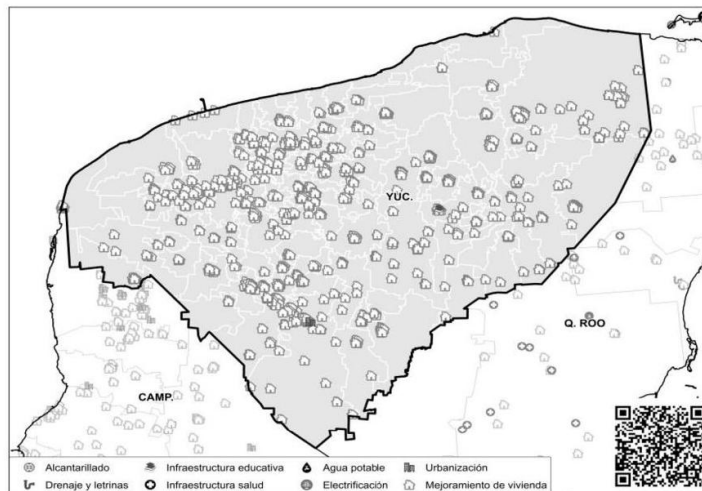 YUC.
Q. ROO
CAMP.
Alcantarillado Infraestructura educativa Agua potable Urbanización
Drenaje y letrinas Infraestructura salud Electrificación Mejoramiento de vivienda